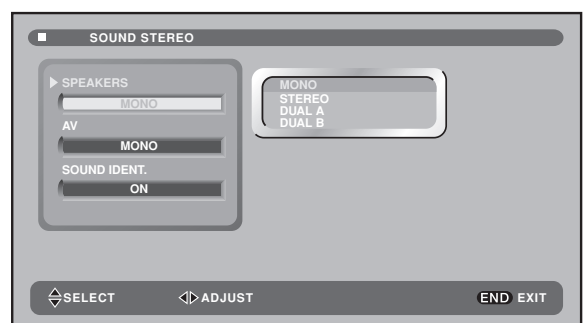 SOUND STEREO
SPEAKERS
MONO
AV
MONO
SOUND IDENT.
ON
MONO
STEREO
DUAL A
DUAL B
SELECT ADJUST END EXIT